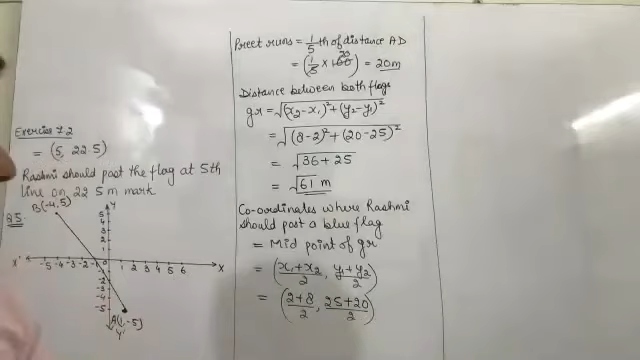 Exercise 7.2
= (5, 22.5)
Rashmi should post the flag at 5th
line on 22.5 m mark
Q.5.
B(-4,5)
Y
5
4
3
2
1
X' -5 -4 -3 -2 -1 0 1 2 3 4 5 6 X
-2
-3
-4
-5
A(1,-5)
Y'
Preet runs = 1/5 th of distance AD
= (1/5 × 100) = 20m
20
Distance between both flags
gr = √(x₂-x₁)² + (y₂-y₁)²
= √(8-2)² + (20-25)²
= √36+25
= √61 m
Co-ordinates where Rashmi
should post a blue flag
= Mid point of gr
= (x₁+x₂/2, y₁+y₂/2)
= (2+8/2, 25+20/2)